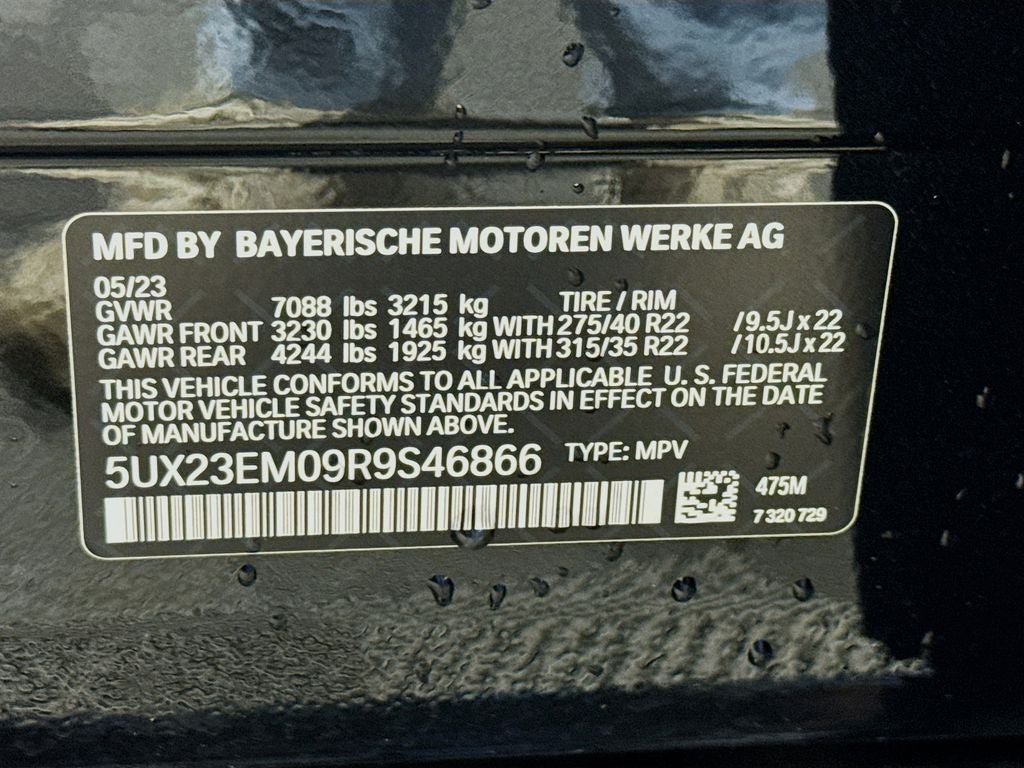 MFD BY BAYERISCHE MOTOREN WERKE AG
05/23
GVWR 7088 lbs 3215 kg TIRE / RIM
GAWR FRONT 3230 lbs 1465 kg WITH 275/40 R22 /9.5J x 22
GAWR REAR 4244 lbs 1925 kg WITH 315/35 R22 /10.5J x 22
THIS VEHICLE CONFORMS TO ALL APPLICABLE U. S. FEDERAL
MOTOR VEHICLE SAFETY STANDARDS IN EFFECT ON THE DATE
OF MANUFACTURE SHOWN ABOVE.
5UX23EM09R9S46866 TYPE: MPV
475M
7 320 729